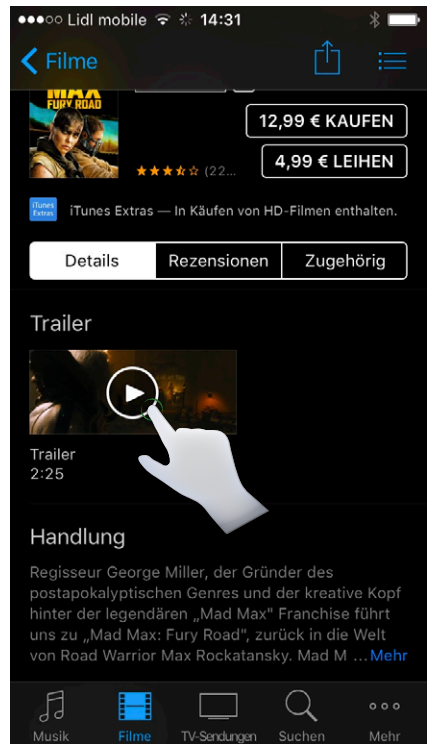 Lidl mobile 14:31
Filme
MAX
FURY ROAD
12,99 € KAUFEN
(22...
4,99 € LEIHEN
iTunes
Extras
iTunes Extras — In Käufen von HD-Filmen enthalten.
Details Rezensionen Zugehörig
Trailer
Trailer
2:25
Handlung
Regisseur George Miller, der Gründer des
postapokalyptischen Genres und der kreative Kopf
hinter der legendären „Mad Max" Franchise führt
uns zu „Mad Max: Fury Road", zurück in die Welt
von Road Warrior Max Rockatansky. Mad M ...Mehr
Musik Filme TV-Sendungen Suchen Mehr